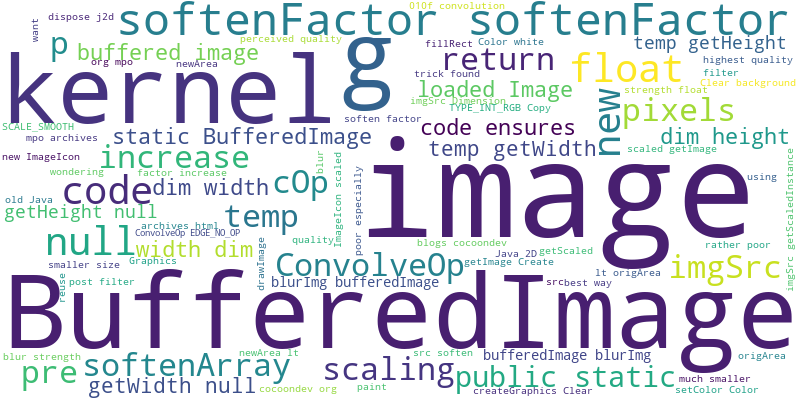 dispose j2d
010f convolution
softenFactor softenFactor
want
perceived quality
fillRect
Color white
temp getHeight
p
buffered image
org mpo
newArea
kernel
g
return
highest quality
filter
trick found
float
Clear background
loaded Image
strength float
imgSrc Dimension
TYPE_INT_RGB Copy
new
pixels
SCALE_SMOOTH
mpo archives
soften factor
static BufferedImage
code ensures
dim height
new ImageIcon
increase
temp getWidth
scaled getImage
wondering
factor increase
blur
ImageIcon scaled
poor especially
image
using
code
dim width
cOp
old Java
getHeight null
archives html
temp
ConvolveOp EDGE_NO_OP
null
width dim
quality
blogs cocoondev
rather poor
imgSrc getScaledInstance
smaller size
Graphics
drawImage
ConvolveOp
Java_2D
getScaled
getImage Create
lt origArea
imgSrc
reuse
post filter
blurImg bufferedImage
srcbest way
BufferedImage
newArea lt
src soften
bufferedImage blurImg
origArea
blur strength
pre
softenArray
scaling
public static
much smaller
getWidth null
cocoondev org
paint
createGraphics Clear
setColor Color